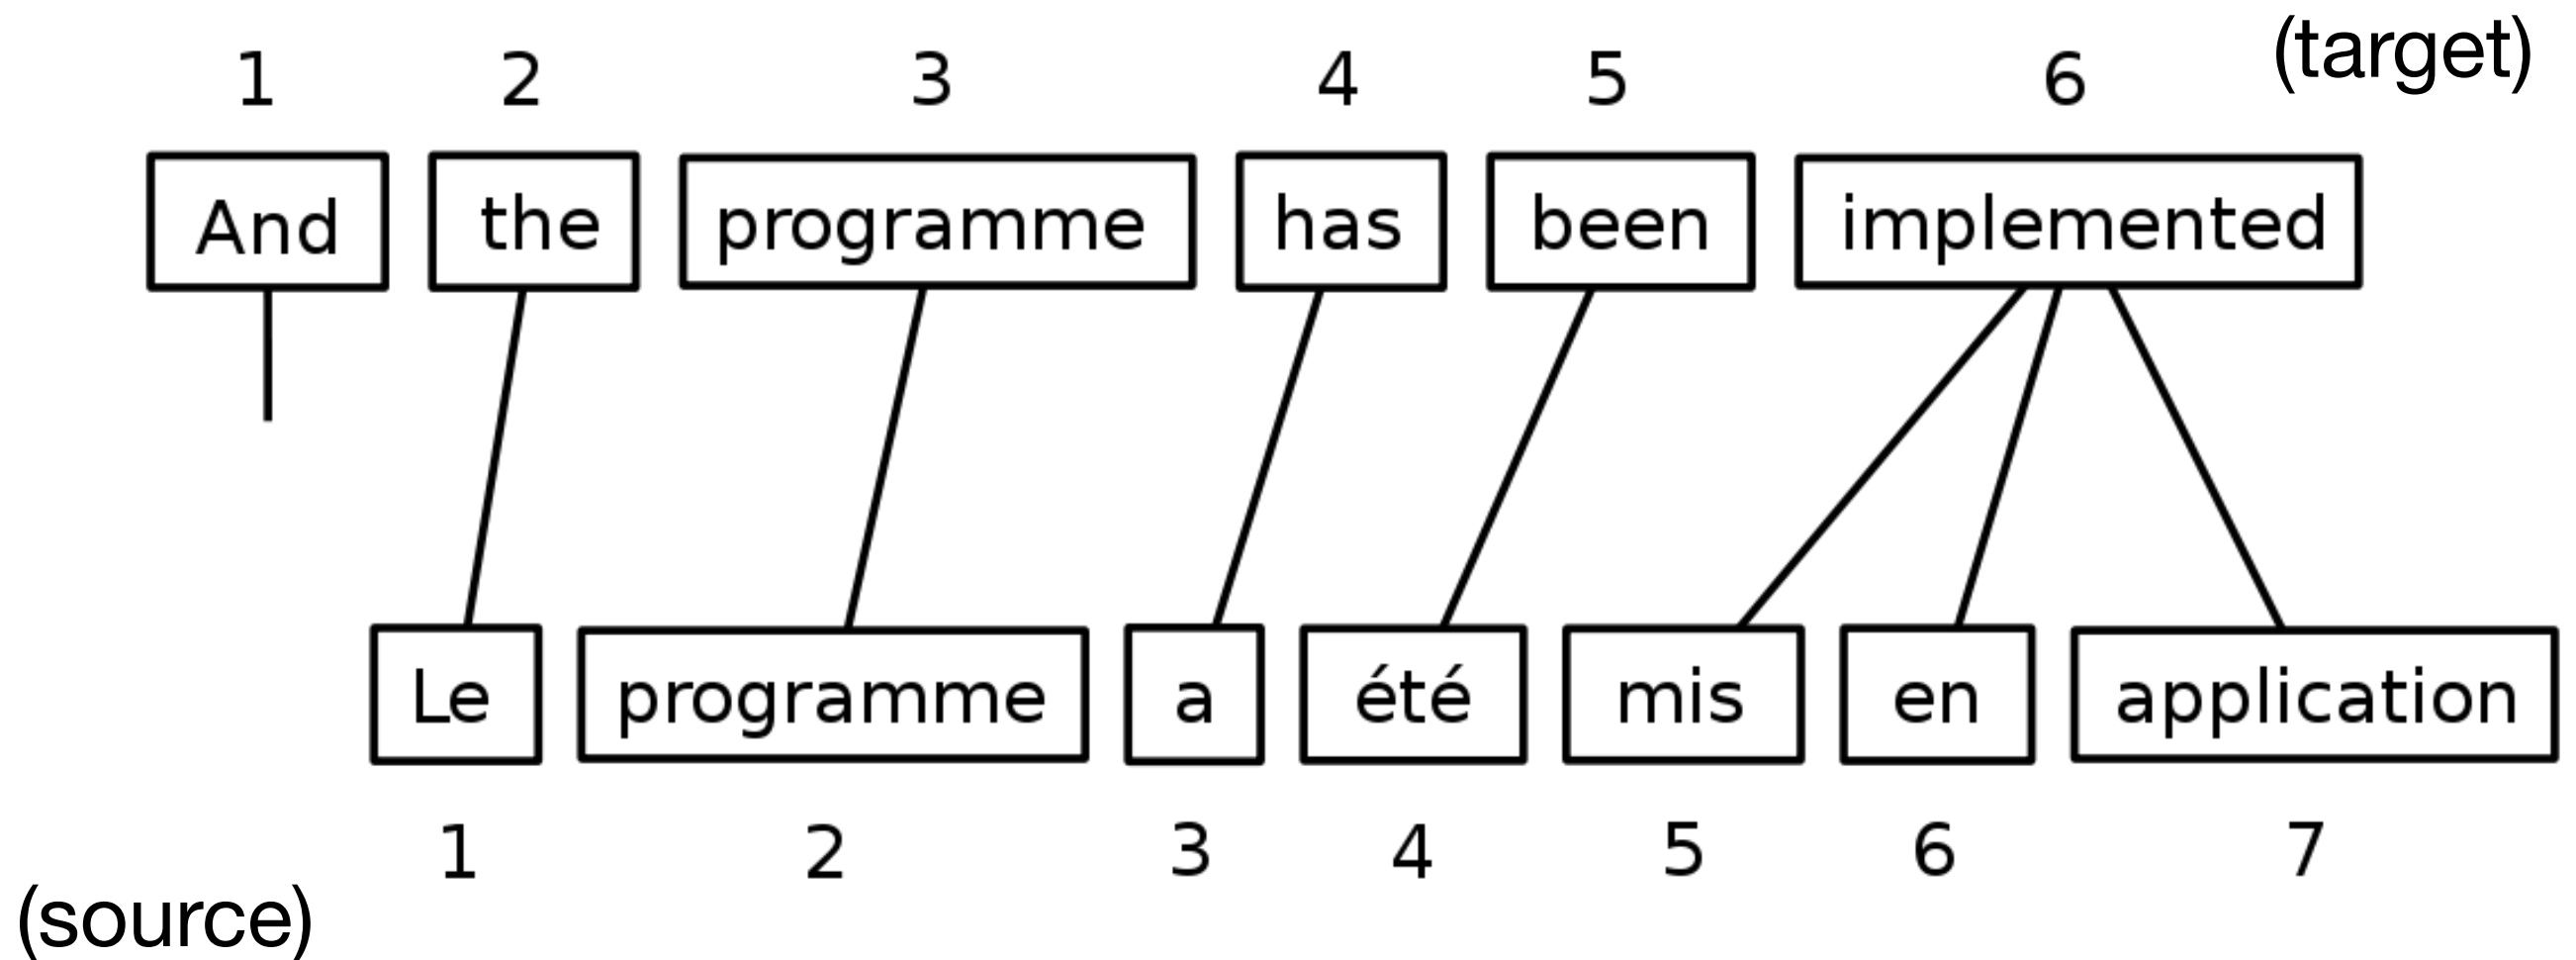 1 2 3 4 5 6 (target)
And the programme has been implemented
Le programme a été mis en application
1 2 3 4 5 6 7
(source)